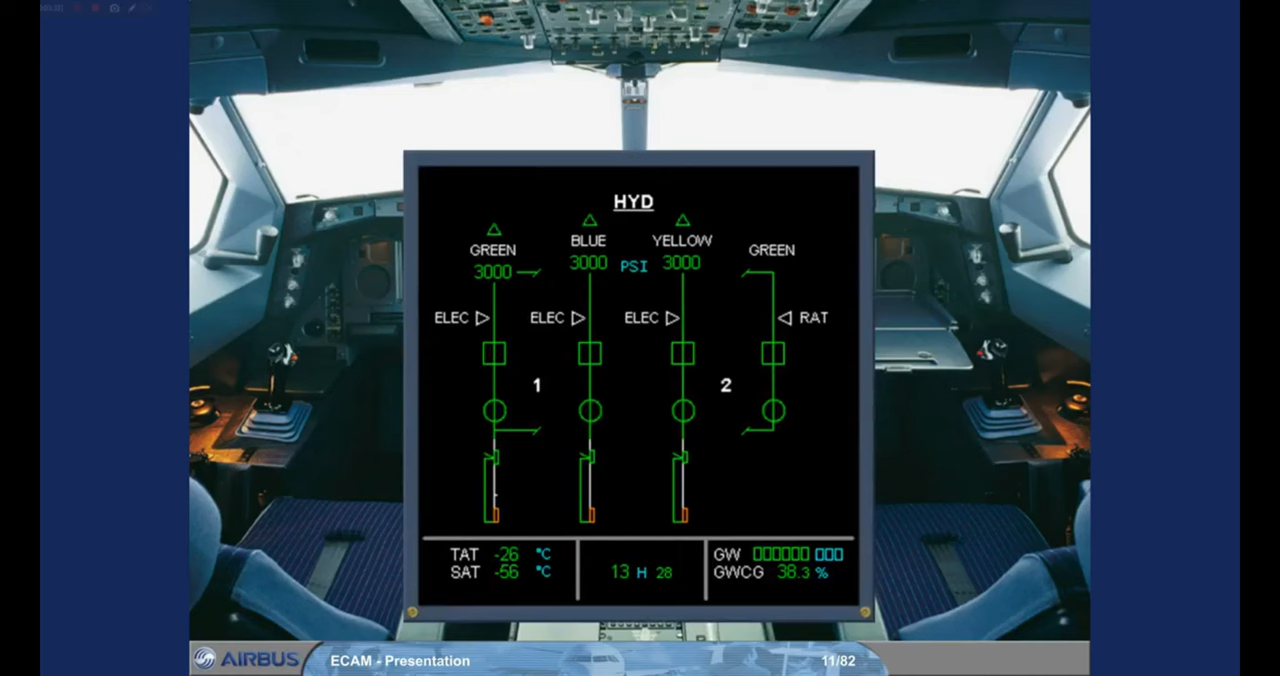 HYD
GREEN BLUE YELLOW GREEN
3000 3000 PSI 3000
ELEC ELEC ELEC RAT
1 2
TAT -26 °C
SAT -56 °C
13 H 28
GW
GWCG 38.3 %
AIRBUS
ECAM - Presentation
11/82